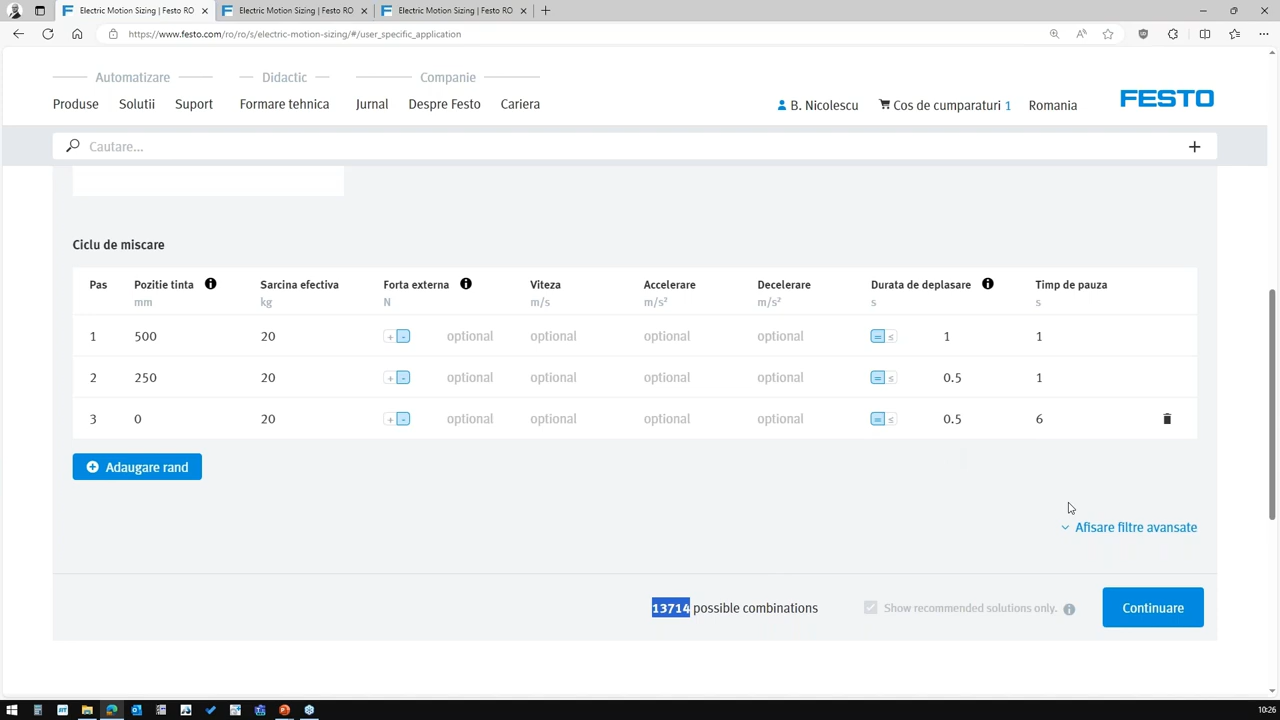 Electric Motion Sizing | Festo RO
Electric Motion Sizing | Festo RO
Electric Motion Sizing | Festo RO
https://www.festo.com/ro/ro/s/electric-motion-sizing/#/user_specific_application
Automatizare
Didactic
Companie
Produse
Solutii
Suport
Formare tehnica
Jurnal
Despre Festo
Cariera
B. Nicolescu
Cos de cumparaturi 1
Romania
FESTO
Cautare...
Ciclu de miscare
Pas
Pozitie tinta
Sarcina efectiva
Forta externa
Viteza
Accelerare
Decelerare
Durata de deplasare
Timp de pauza
mm
kg
N
m/s
m/s²
m/s²
s
s
1 500 20 + - optional optional optional optional = ≤ 1 1
2 250 20 + - optional optional optional optional = ≤ 0.5 1
3 0 20 + - optional optional optional optional = ≤ 0.5 6
Adaugare rand
Afisare filtre avansate
13714 possible combinations
Show recommended solutions only.
Continuare
10:26